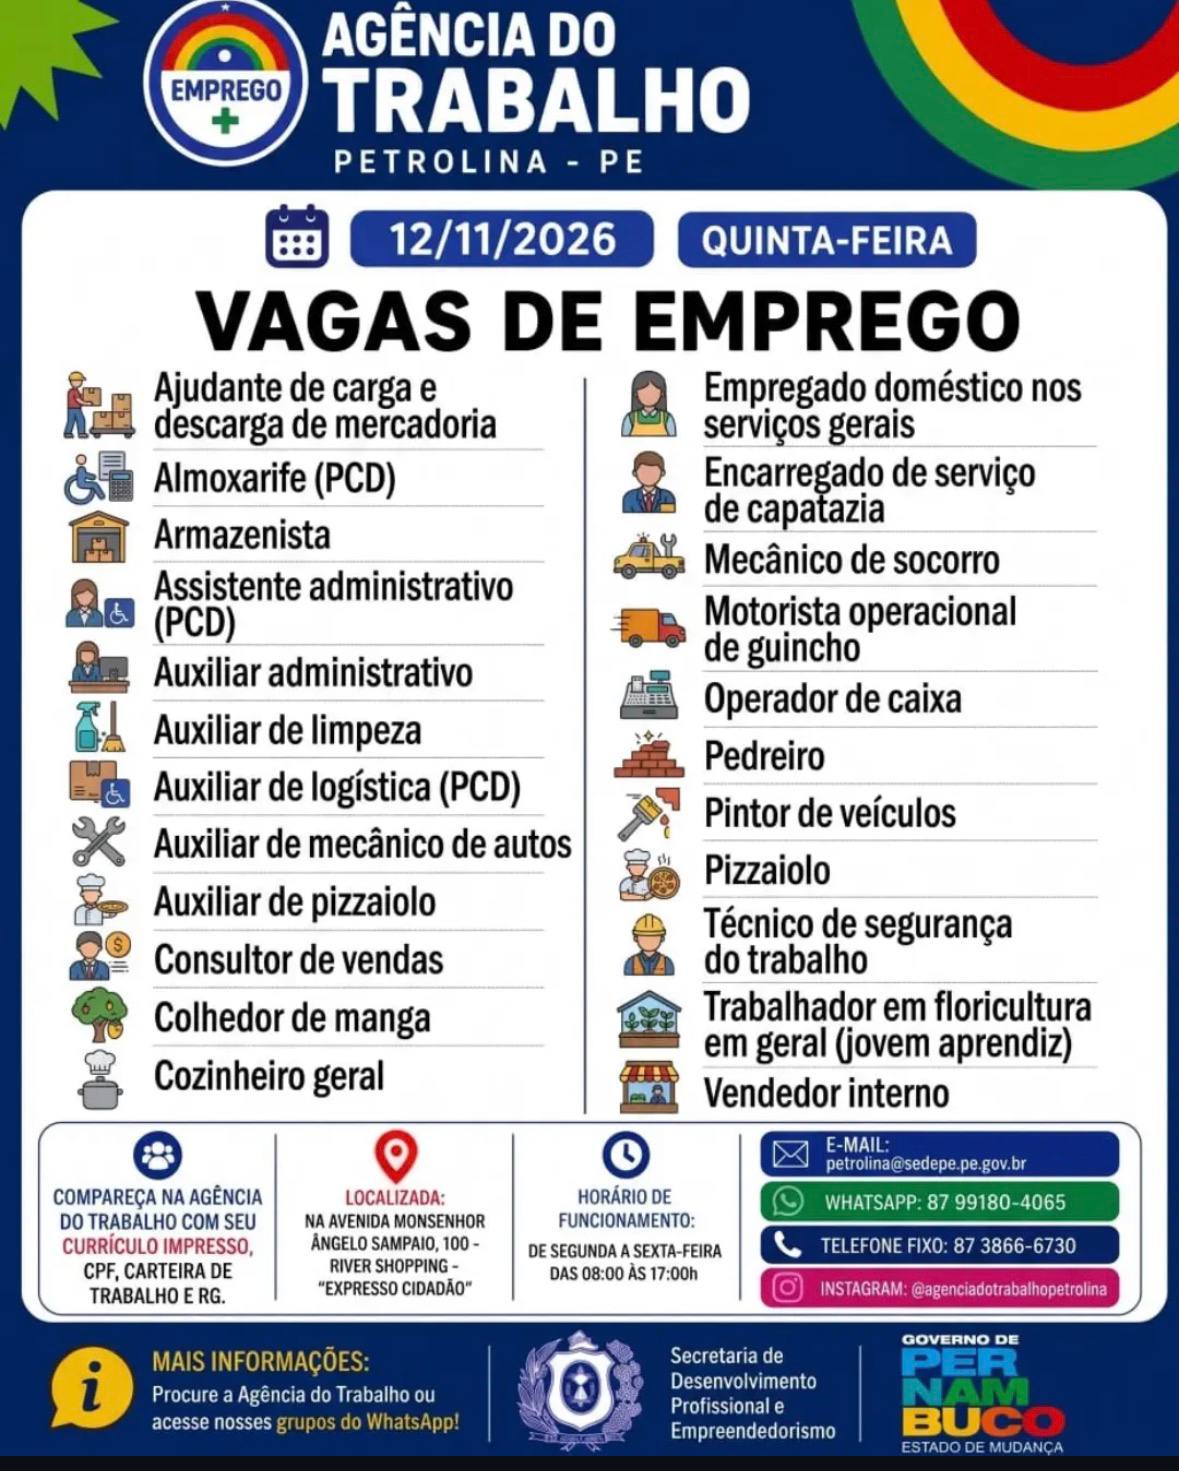 AGÊNCIA DO
TRABALHO
PETROLINA - PE
EMPREGO
12/11/2026
QUINTA-FEIRA
VAGAS DE EMPREGO
Ajudante de carga e
descarga de mercadoria
Almoxarife (PCD)
Armazenista
Assistente administrativo
(PCD)
Auxiliar administrativo
Auxiliar de limpeza
Auxiliar de logística (PCD)
Auxiliar de mecânico de autos
Auxiliar de pizzaiolo
Consultor de vendas
Colhedor de manga
Cozinheiro geral
Empregado doméstico nos
serviços gerais
Encarregado de serviço
de capatazia
Mecânico de socorro
Motorista operacional
de guincho
Operador de caixa
Pedreiro
Pintor de veículos
Pizzaiolo
Técnico de segurança
do trabalho
Trabalhador em floricultura
em geral (jovem aprendiz)
Vendedor interno
COMPAREÇA NA AGÊNCIA
DO TRABALHO COM SEU
CURRÍCULO IMPRESSO,
CPF, CARTEIRA DE
TRABALHO E RG.
LOCALIZADA:
NA AVENIDA MONSENHOR
ÂNGELO SAMPAIO, 100 -
RIVER SHOPPING -
"EXPRESSO CIDADÃO"
HORÁRIO DE
FUNCIONAMENTO:
DE SEGUNDA A SEXTA-FEIRA
DAS 08:00 ÀS 17:00h
E-MAIL:
petrolina@sedepe.pe.gov.br
WHATSAPP: 87 99180-4065
TELEFONE FIXO: 87 3866-6730
INSTAGRAM: @agenciadotrabalhopetrolina
MAIS INFORMAÇÕES:
Procure a Agência do Trabalho ou
acesse nossos grupos do WhatsApp!
Secretaria de
Desenvolvimento
Profissional e
Empreendedorismo
GOVERNO DE
PER
NAM
BUCO
ESTADO DE MUDANÇA